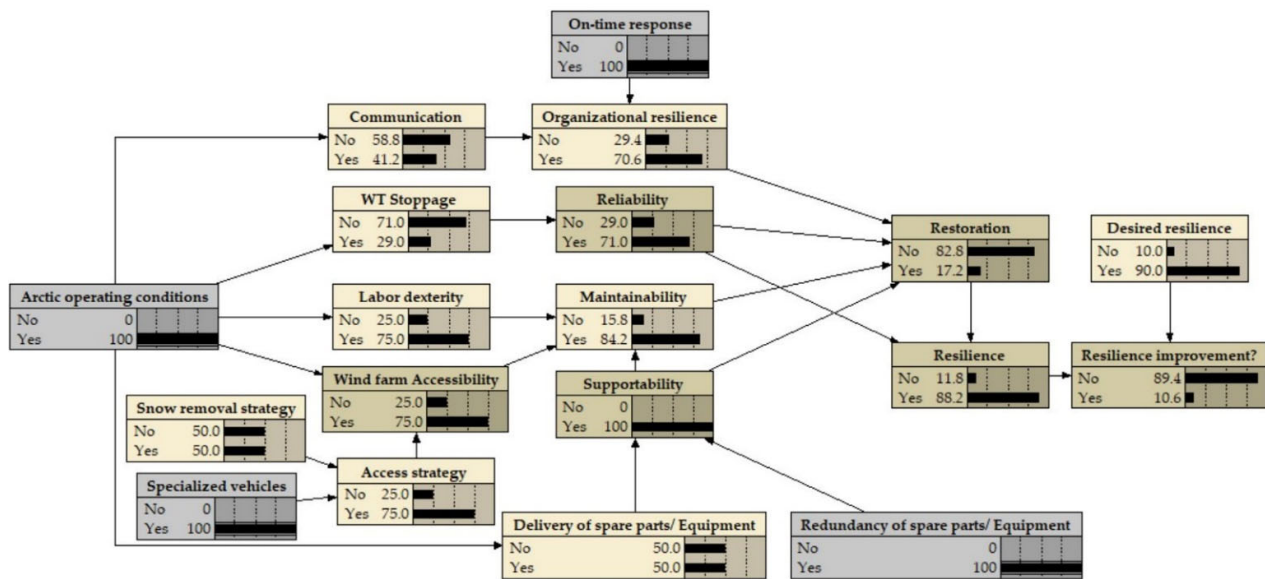 On-time response
No 0
Yes 100
Communication
No 58.8
Yes 41.2
Organizational resilience
No 29.4
Yes 70.6
WT Stoppage
No 71.0
Yes 29.0
Reliability
No 29.0
Yes 71.0
Restoration
No 82.8
Yes 17.2
Desired resilience
No 10.0
Yes 90.0
Arctic operating conditions
No 0
Yes 100
Labor dexterity
No 25.0
Yes 75.0
Maintainability
No 15.8
Yes 84.2
Resilience
No 11.8
Yes 88.2
Resilience improvement?
No 89.4
Yes 10.6
Wind farm Accessibility
No 25.0
Yes 75.0
Supportability
No 0
Yes 100
Snow removal strategy
No 50.0
Yes 50.0
Specialized vehicles
No 0
Yes 100
Access strategy
No 25.0
Yes 75.0
Delivery of spare parts/ Equipment
No 50.0
Yes 50.0
Redundancy of spare parts/ Equipment
No 0
Yes 100